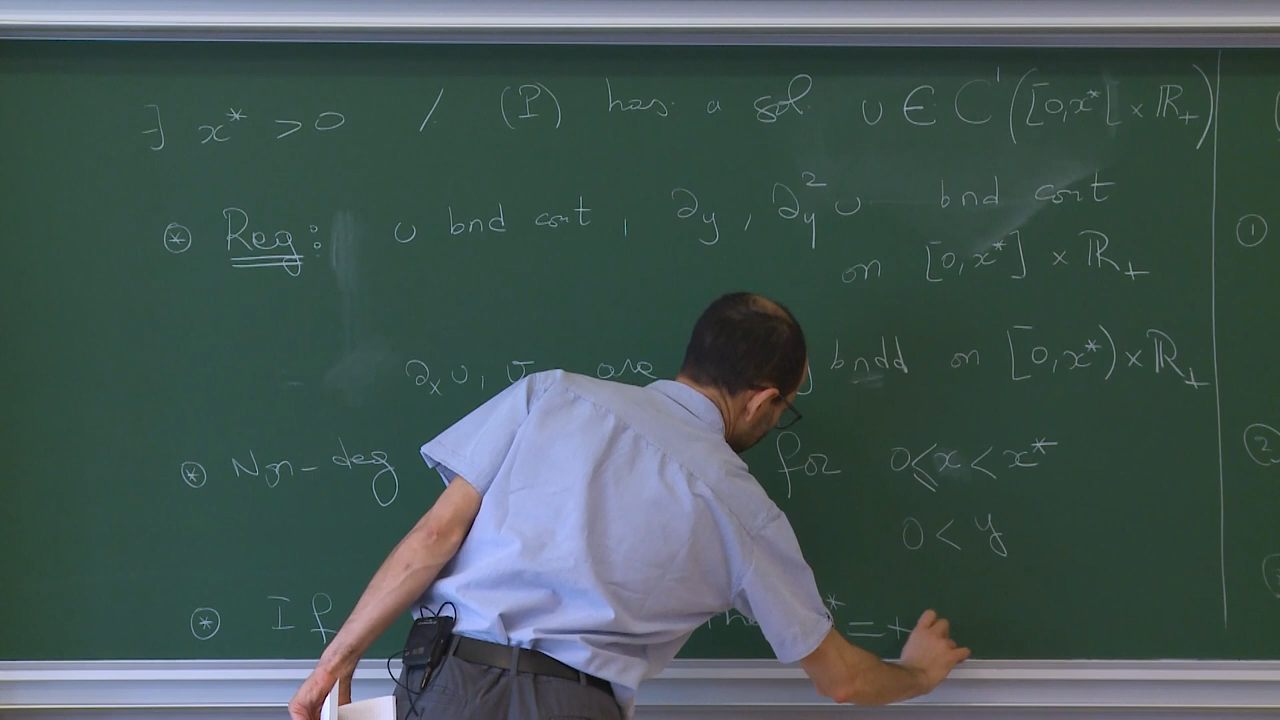 ∃ x* > 0 / (P) has a sol u ∈ C¹([0,x*[ × ℝ₊)
⊛ Reg: u bnd cont, ∂y, ∂y² u bnd cont
on [0,x*] × ℝ₊
∂ₓu, v are bndd on [0,x*) × ℝ₊
⊛ Non-deg for 0 ⩽ x < x*
0 < y
⊛ If * = +
①
②